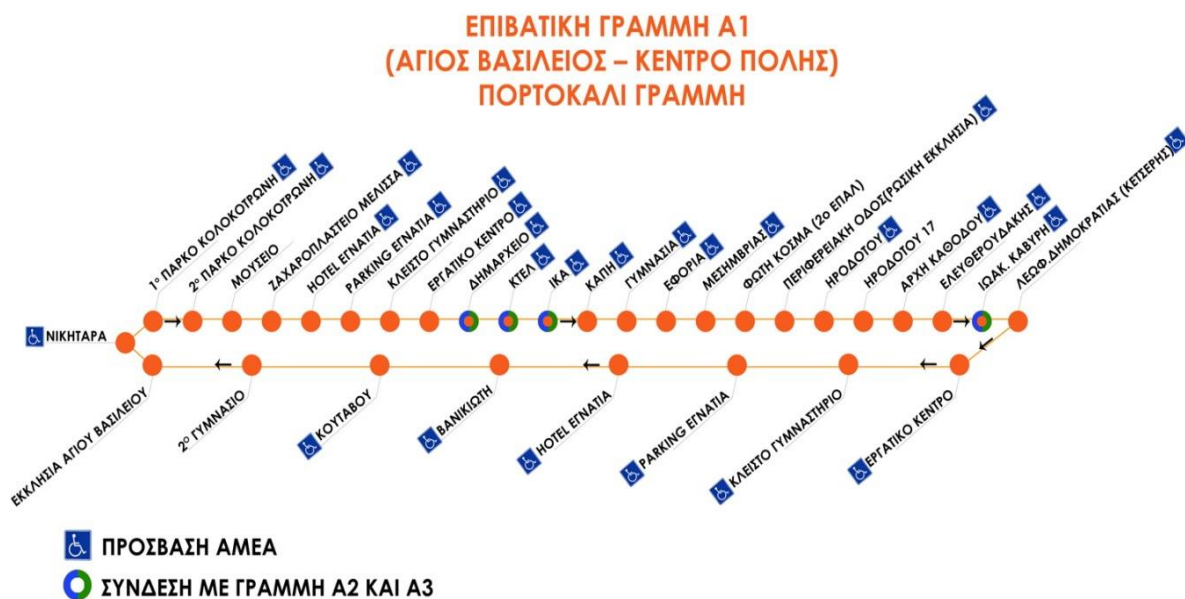 ΕΠΙΒΑΤΙΚΗ ΓΡΑΜΜΗ Α1
(ΑΓΙΟΣ ΒΑΣΙΛΕΙΟΣ – ΚΕΝΤΡΟ ΠΟΛΗΣ)
ΠΟΡΤΟΚΑΛΙ ΓΡΑΜΜΗ
ΝΙΚΗΤΑΡΑ
1ο ΠΑΡΚΟ ΚΟΛΟΚΟΤΡΩΝΗ
2ο ΠΑΡΚΟ ΚΟΛΟΚΟΤΡΩΝΗ
ΜΟΥΣΕΙΟ
ΖΑΧΑΡΟΠΛΑΣΤΕΙΟ ΜΕΛΙΣΣΑ
HOTEL ΕΓΝΑΤΙΑ
PARKING ΕΓΝΑΤΙΑ
ΚΛΕΙΣΤΟ ΓΥΜΝΑΣΤΗΡΙΟ
ΕΡΓΑΤΙΚΟ ΚΕΝΤΡΟ
ΔΗΜΑΡΧΕΙΟ
ΚΤΕΛ
ΙΚΑ
ΚΑΠΗ
ΓΥΜΝΑΣΙΑ
ΕΦΟΡΙΑ
ΜΕΣΗΜΒΡΙΑΣ
ΦΩΤΗ ΚΟΣΜΑ (2ο ΕΠΑΛ)
ΠΕΡΙΦΕΡΕΙΑΚΗ ΟΔΟΣ(ΡΩΣΙΚΗ ΕΚΚΛΗΣΙΑ)
ΗΡΟΔΟΤΟΥ
ΗΡΟΔΟΤΟΥ 17
ΑΡΧΗ ΚΑΘΟΔΟΥ
ΕΛΕΥΘΕΡΟΥΔΑΚΗΣ
ΙΩΑΚ. ΚΑΒΥΡΗ
ΛΕΩΦ.ΔΗΜΟΚΡΑΤΙΑΣ (ΚΕΤΣΕΡΗΣ)
ΕΚΚΛΗΣΙΑ ΑΓΙΟΥ ΒΑΣΙΛΕΙΟΥ
2ο ΓΥΜΝΑΣΙΟ
ΚΟΥΤΑΒΟΥ
ΒΑΝΙΚΙΩΤΗ
HOTEL ΕΓΝΑΤΙΑ
PARKING ΕΓΝΑΤΙΑ
ΚΛΕΙΣΤΟ ΓΥΜΝΑΣΤΗΡΙΟ
ΕΡΓΑΤΙΚΟ ΚΕΝΤΡΟ
ΠΡΟΣΒΑΣΗ ΑΜΕΑ
ΣΥΝΔΕΣΗ ΜΕ ΓΡΑΜΜΗ Α2 ΚΑΙ Α3